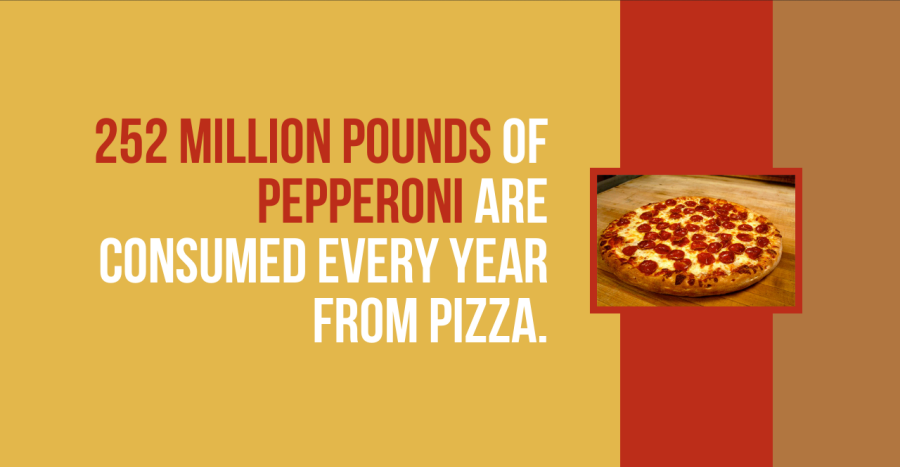 252 MILLION POUNDS OF
PEPPERONI ARE
CONSUMED EVERY YEAR
FROM PIZZA.